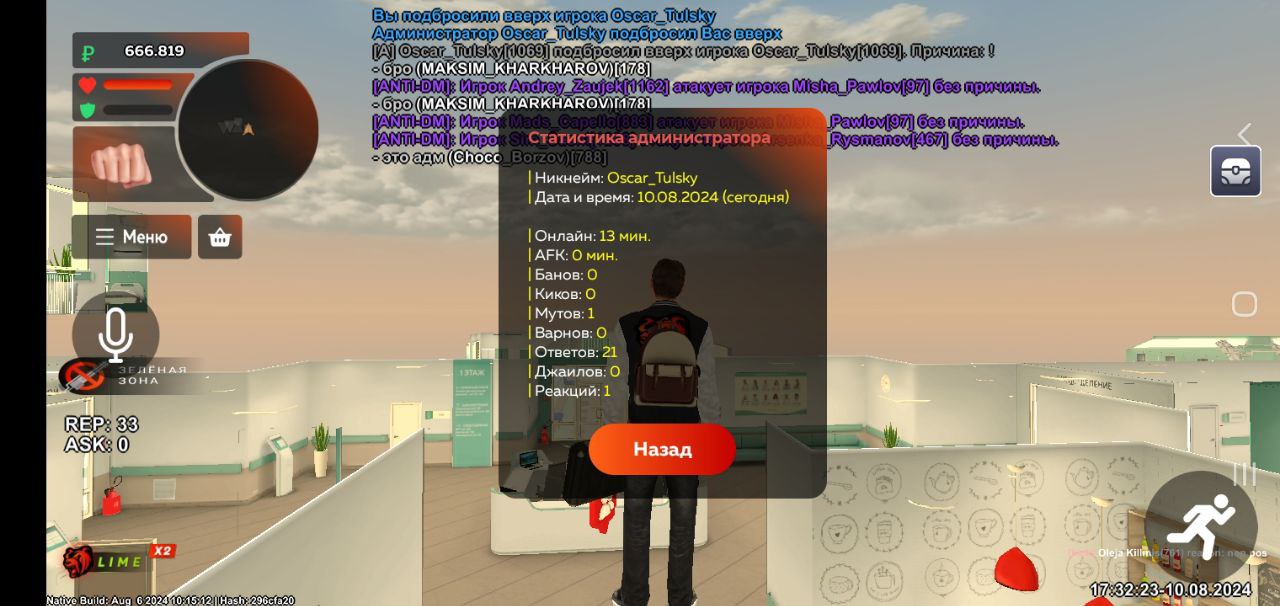 Вы подбросили вверх игрока Oscar_Tulsky
Администратор Oscar_Tulsky подбросил Вас вверх
[A] Oscar_Tulsky[1069] подбросил вверх игрока Oscar_Tulsky[1069]. Причина: !
- бро (MAKSIM_KHARKHAROV)[178]
[ANTI-DM]: Игрок Andrey_Zaujek[1162] атакует игрока Misha_Pawlov[97] без причины.
- бро (MAKSIM_KHARKHAROV)[178]
[ANTI-DM]: Игрок Mads_Capello[883] атакует игрока Misha_Pawlov[97] без причины.
[ANTI-DM]: Игрок атакует игрока _Rysmanov[467] без причины.
- это адм (Choco_Borzov)[788]
666.819
Меню
Статистика администратора
| Никнейм: Oscar_Tulsky
| Дата и время: 10.08.2024 (сегодня)
| Онлайн: 13 мин.
| AFK: 0 мин.
| Банов: 0
| Киков: 0
| Мутов: 1
| Варнов: 0
| Ответов: 21
| Джаилов: 0
| Реакций: 1
Назад
ЗЕЛЁНАЯ
ЗОНА
REP: 33
ASK: 0
1 ЭТАЖ
LIME X2
Oleja Killmis[701] reason: non pos
17:32:23-10.08.2024
Native Build: Aug 6 2024 10:15:12 | Hash: 296cfa20